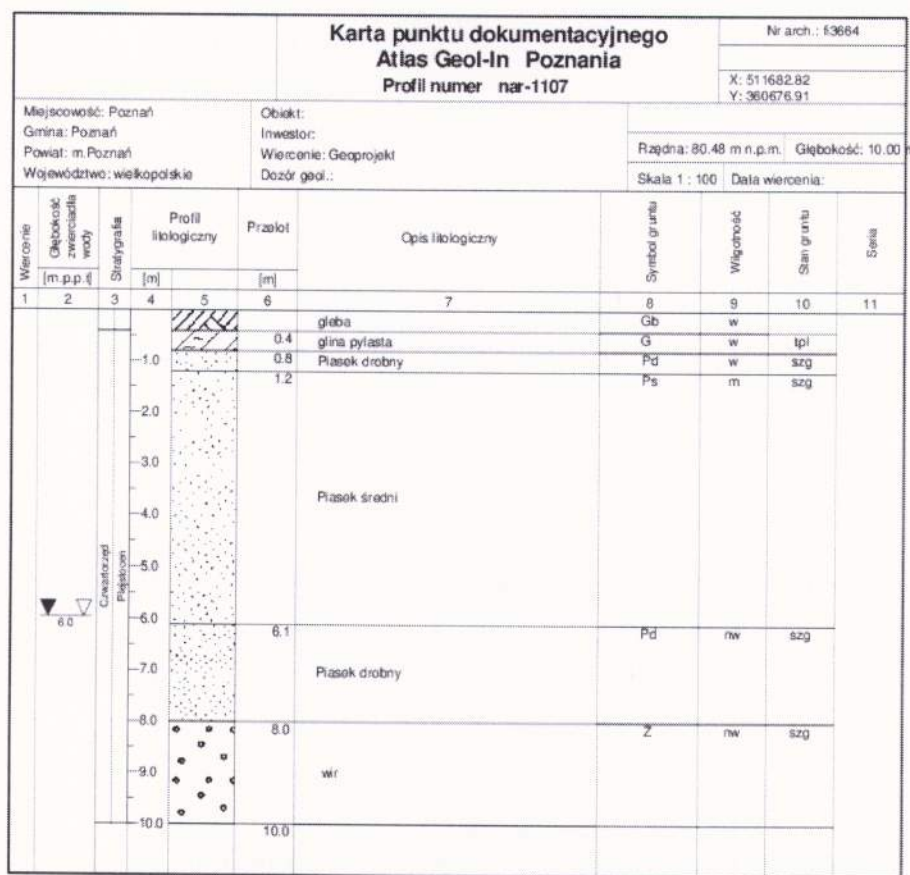 Karta punktu dokumentacyjnego
Atlas Geol-In Poznania
Profil numer nar-1107
Nr arch.: fi3664
X: 511682.82
Y: 360676.91
Miejscowość: Poznań
Gmina: Poznań
Powiat: m.Poznań
Województwo: wielkopolskie
Obiekt:
Inwestor:
Wiercenie: Geoprojekt
Dozór geol.:
Rzędna: 80.48 m n.p.m. Głębokość: 10.00
Skala 1 : 100 Data wiercenia:
Wiercenie
Głębokość zwierciadła wody
[m.p.p.t]
Stratygrafia
Profil litologiczny
[m]
Przelot
[m]
Opis litologiczny
Symbol gruntu
Wilgotność
Stan gruntu
Seria
1 2 3 4 5 6 7 8 9 10 11
gleba Gb w
0.4 glina pylasta G w tpl
1.0 0.8 Piasek drobny Pd w szg
1.2 Ps m szg
2.0
3.0
Piasek średni
4.0
5.0
Czwartorzęd
Plejstocen
6.0
6.0
6.1 Pd nw szg
7.0 Piasek drobny
8.0 8.0 Z nw szg
9.0 wir
10.0 10.0